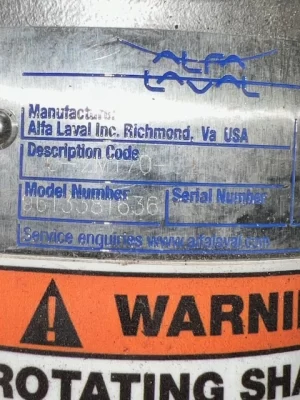 ALFA
LAVAL
Manufacturer
Alfa Laval Inc. Richmond, Va USA
Description Code
Model Number Serial Number
Service enquiries www.alfalaval.com
WARNIN
ROTATING SHA